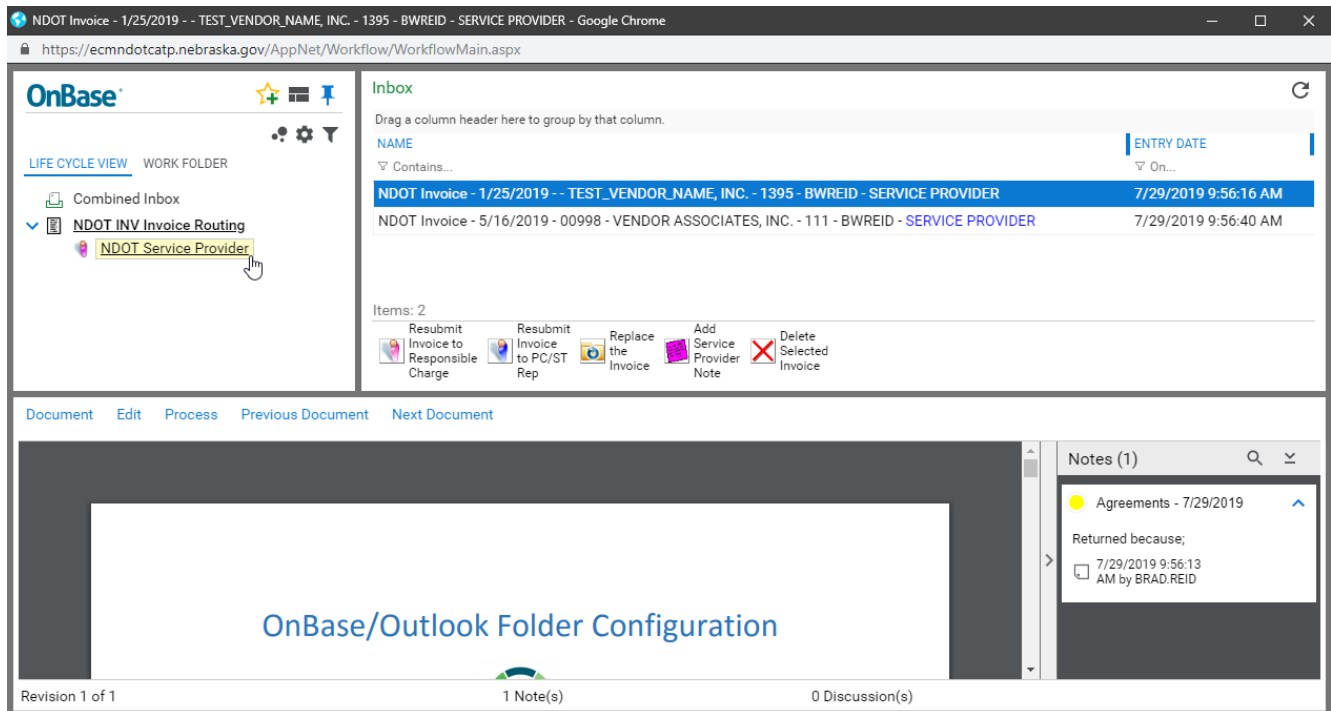 NDOT Invoice - 1/25/2019 - - TEST_VENDOR_NAME, INC. - 1395 - BWREID - SERVICE PROVIDER - Google Chrome
https://ecmndotcatp.nebraska.gov/AppNet/Workflow/WorkflowMain.aspx
OnBase
LIFE CYCLE VIEW WORK FOLDER
Combined Inbox
NDOT INV Invoice Routing
NDOT Service Provider
Inbox
Drag a column header here to group by that column.
NAME ENTRY DATE
Contains... On...
NDOT Invoice - 1/25/2019 - - TEST_VENDOR_NAME, INC. - 1395 - BWREID - SERVICE PROVIDER 7/29/2019 9:56:16 AM
NDOT Invoice - 5/16/2019 - 00998 - VENDOR ASSOCIATES, INC. - 111 - BWREID - SERVICE PROVIDER 7/29/2019 9:56:40 AM
Items: 2
Resubmit
Invoice to
Responsible
Charge
Resubmit
Invoice
to PC/ST
Rep
Replace
the
Invoice
Add
Service
Provider
Note
Delete
Selected
Invoice
Document Edit Process Previous Document Next Document
OnBase/Outlook Folder Configuration
Notes (1)
Agreements - 7/29/2019
Returned because;
7/29/2019 9:56:13
AM by BRAD.REID
Revision 1 of 1 1 Note(s) 0 Discussion(s)